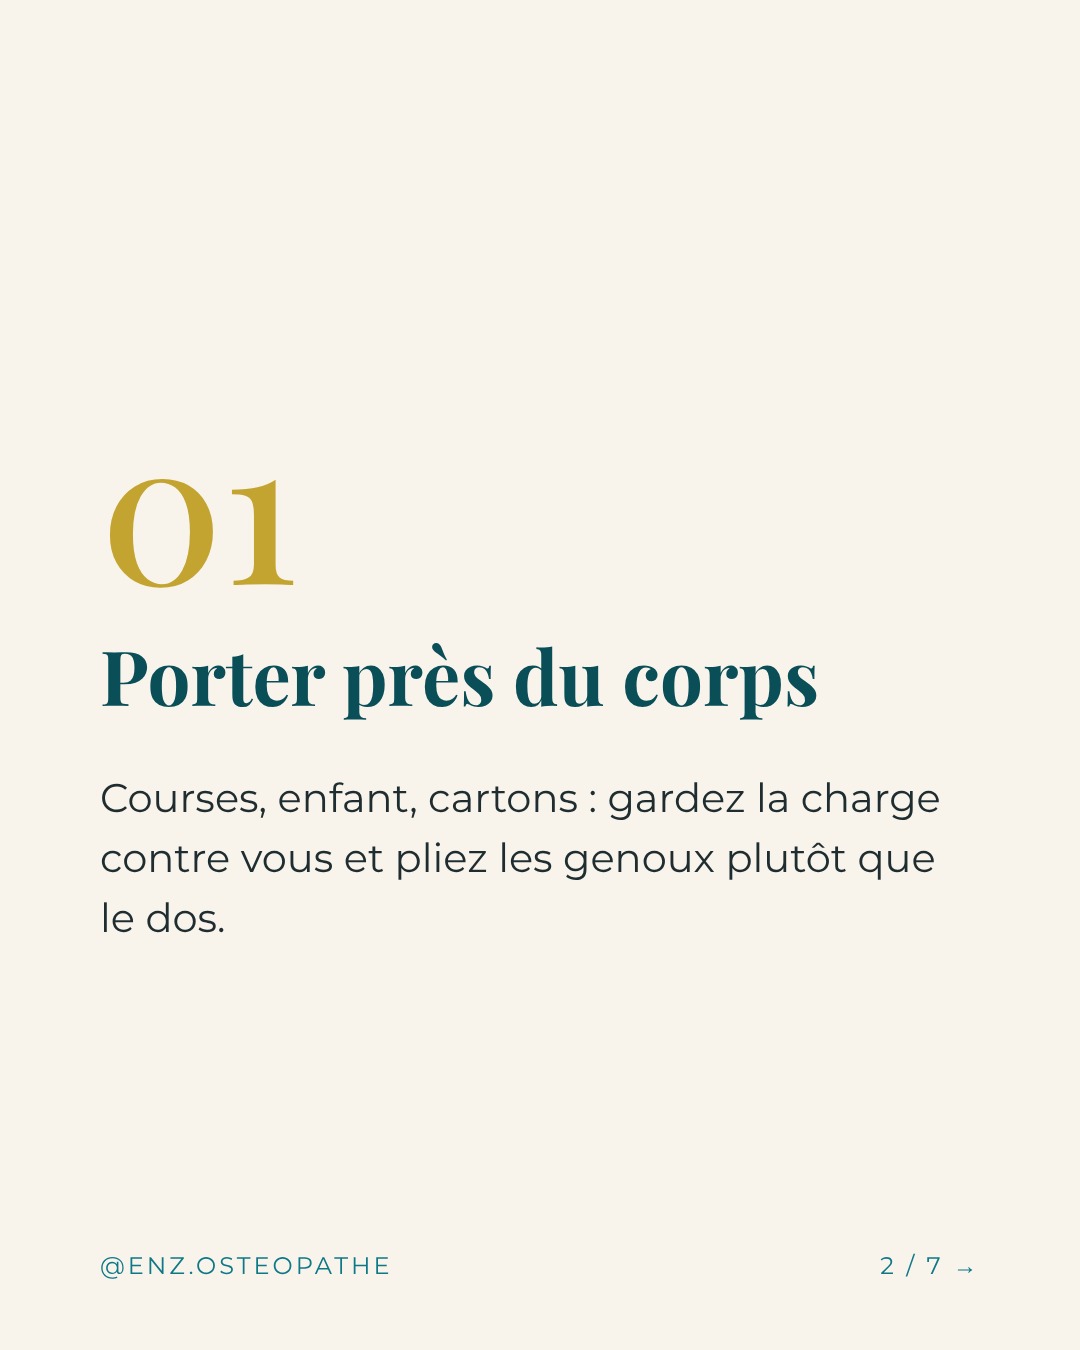 01
Porter près du corps
Courses, enfant, cartons : gardez la charge
contre vous et pliez les genoux plutôt que
le dos.
@ENZ.OSTEOPATHE
2 / 7 →